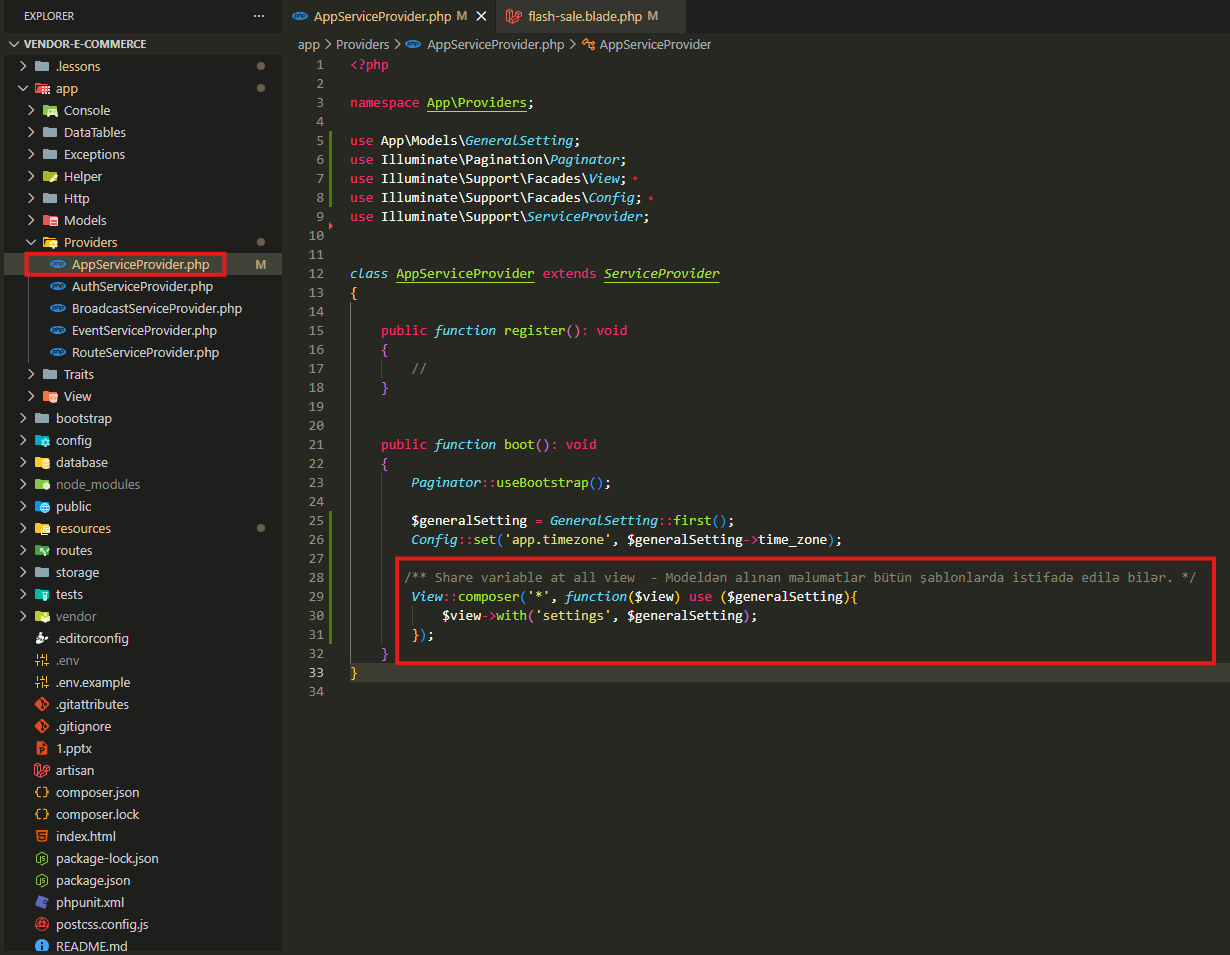 EXPLORER
VENDOR-E-COMMERCE
.lessons
app
Console
DataTables
Exceptions
Helper
Http
Models
Providers
AppServiceProvider.php M
AuthServiceProvider.php
BroadcastServiceProvider.php
EventServiceProvider.php
RouteServiceProvider.php
Traits
View
bootstrap
config
database
node_modules
public
resources
routes
storage
tests
vendor
.editorconfig
.env
.env.example
.gitattributes
.gitignore
1.pptx
artisan
composer.json
composer.lock
index.html
package-lock.json
package.json
phpunit.xml
postcss.config.js
README.md
AppServiceProvider.php M flash-sale.blade.php M
app > Providers > AppServiceProvider.php > AppServiceProvider
1 <?php
2
3 namespace App\Providers;
4
5 use App\Models\GeneralSetting;
6 use Illuminate\Pagination\Paginator;
7 use Illuminate\Support\Facades\View;
8 use Illuminate\Support\Facades\Config;
9 use Illuminate\Support\ServiceProvider;
10
11
12 class AppServiceProvider extends ServiceProvider
13 {
14
15 public function register(): void
16 {
17 //
18 }
19
20
21 public function boot(): void
22 {
23 Paginator::useBootstrap();
24
25 $generalSetting = GeneralSetting::first();
26 Config::set('app.timezone', $generalSetting->time_zone);
27
28 /** Share variable at all view - Modeldən alınan məlumatlar bütün şablonlarda istifadə edilə bilər. */
29 View::composer('*', function($view) use ($generalSetting){
30 $view->with('settings', $generalSetting);
31 });
32 }
33 }
34